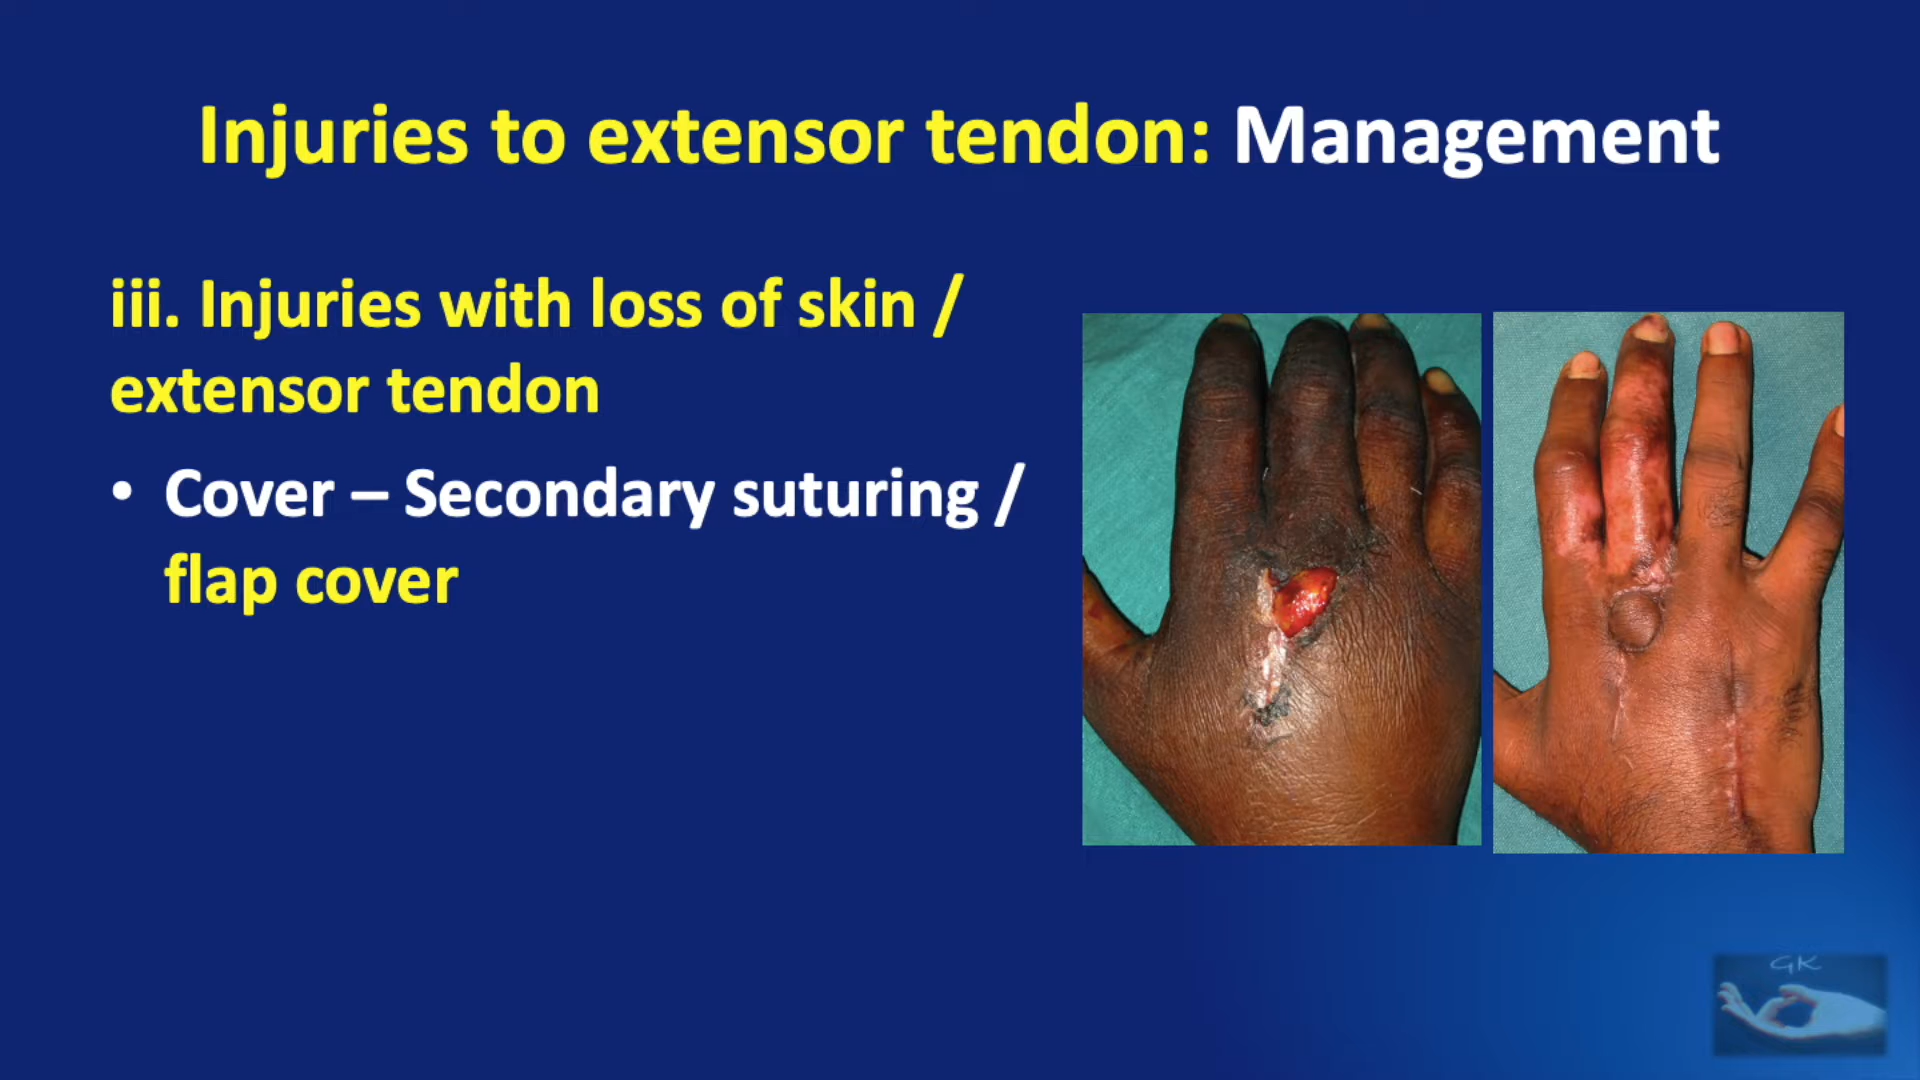 Injuries to extensor tendon: Management
iii. Injuries with loss of skin /
extensor tendon
• Cover – Secondary suturing /
flap cover
GK